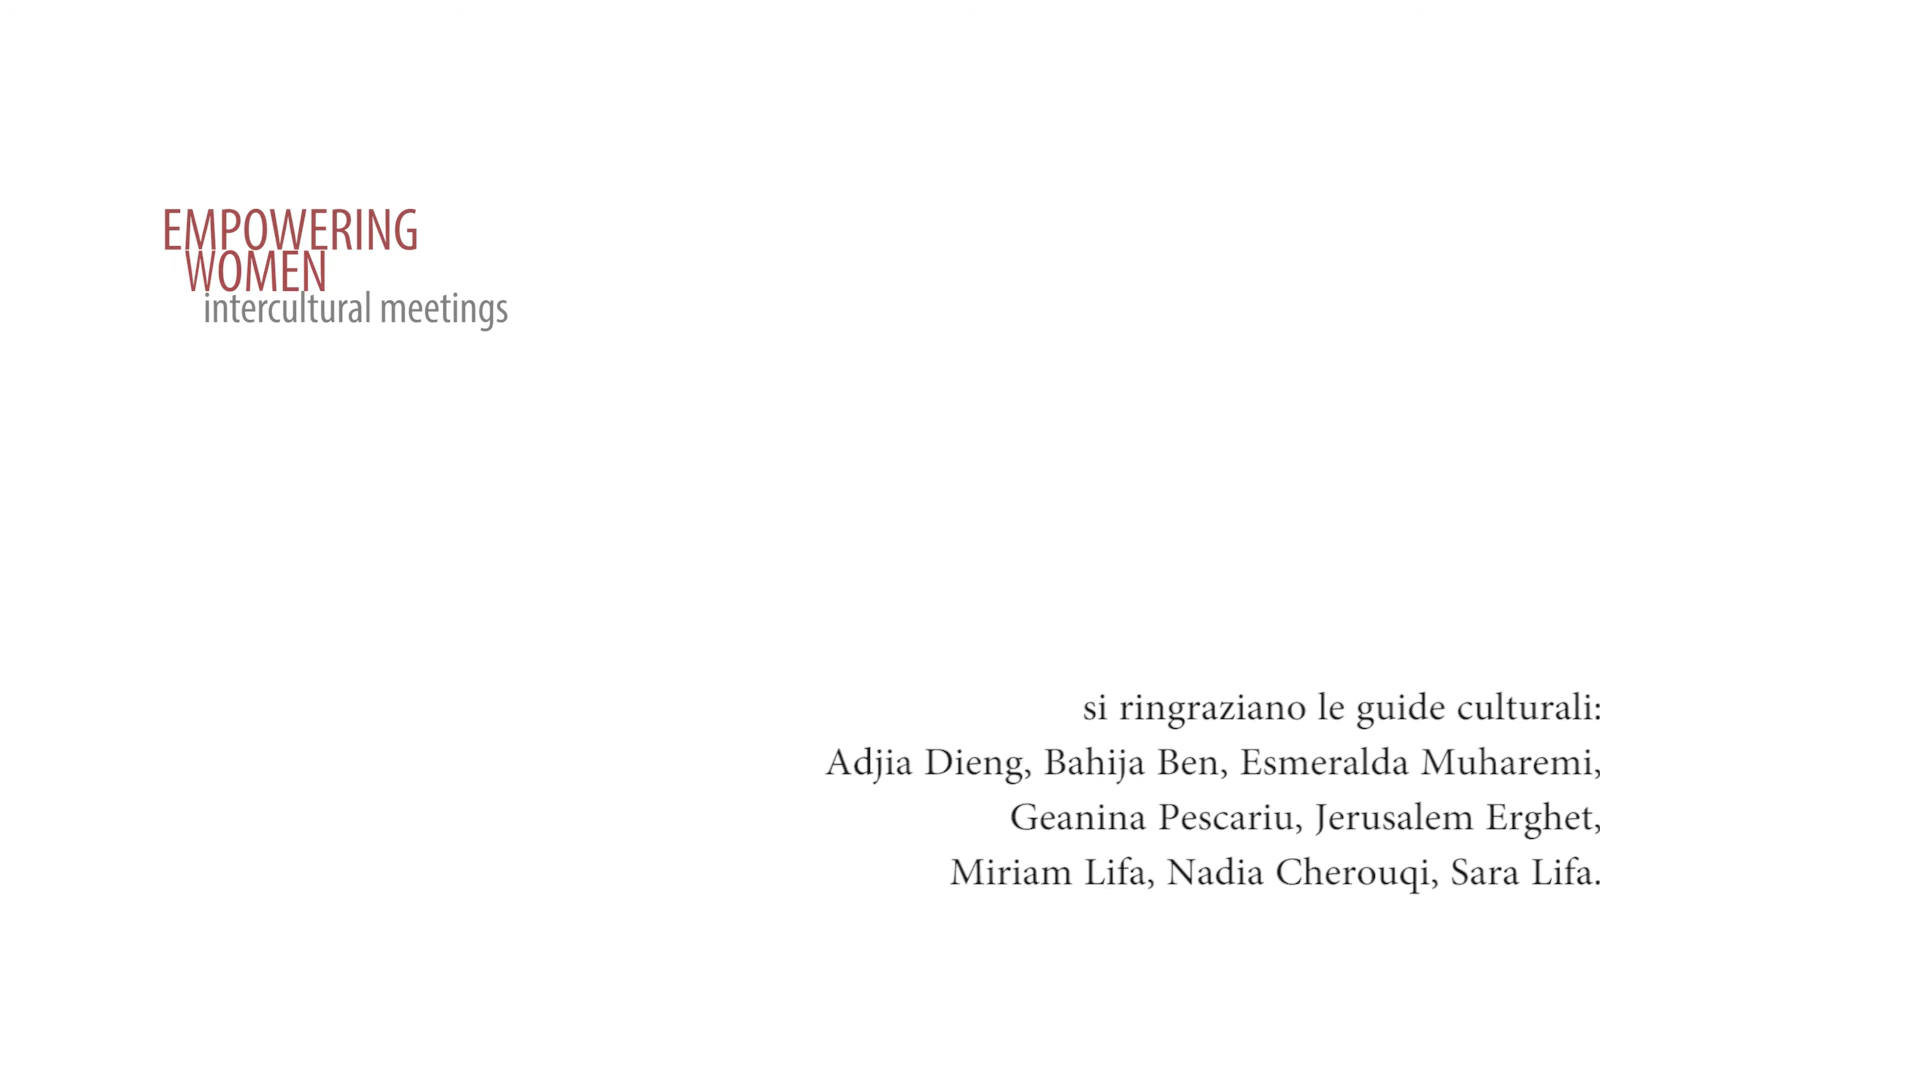 EMPOWERING
WOMEN
intercultural meetings
si ringraziano le guide culturali:
Adjia Dieng, Bahija Ben, Esmeralda Muharemi,
Geanina Pescariu, Jerusalem Erghet,
Miriam Lifa, Nadia Cherouqi, Sara Lifa.